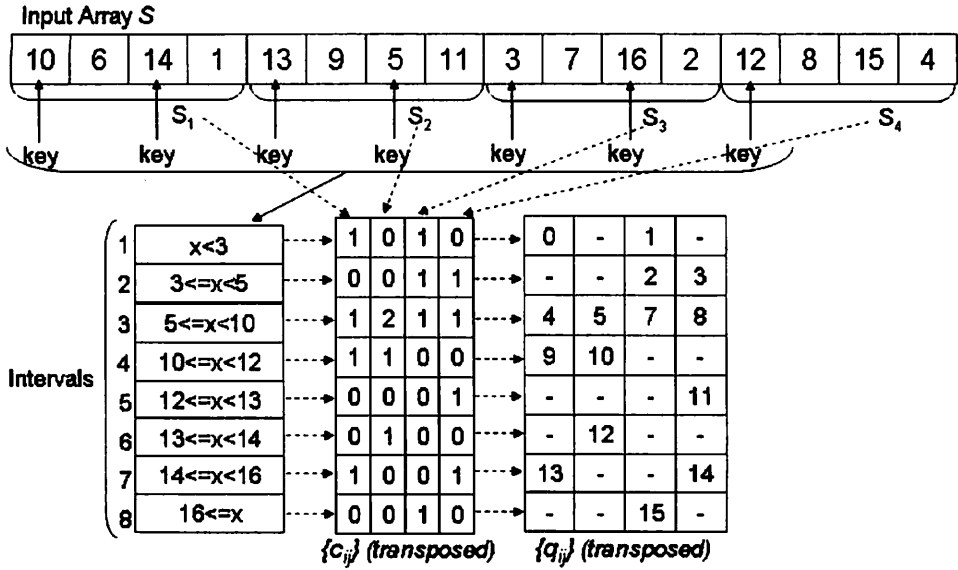 Input Array S
10 6 14 1 13 9 5 11 3 7 16 2 12 8 15 4
S1 S2 S3 S4
key key key key key key key
1 x<3 1 0 1 0 0 - 1 -
2 3<=x<5 0 0 1 1 - - 2 3
3 5<=x<10 1 2 1 1 4 5 7 8
4 10<=x<12 1 1 0 0 9 10 - -
Intervals
5 12<=x<13 0 0 0 1 - - - 11
6 13<=x<14 0 1 0 0 - 12 - -
7 14<=x<16 1 0 0 1 13 - - 14
8 16<=x 0 0 1 0 - - 15 -
{cij} (transposed) {qij} (transposed)